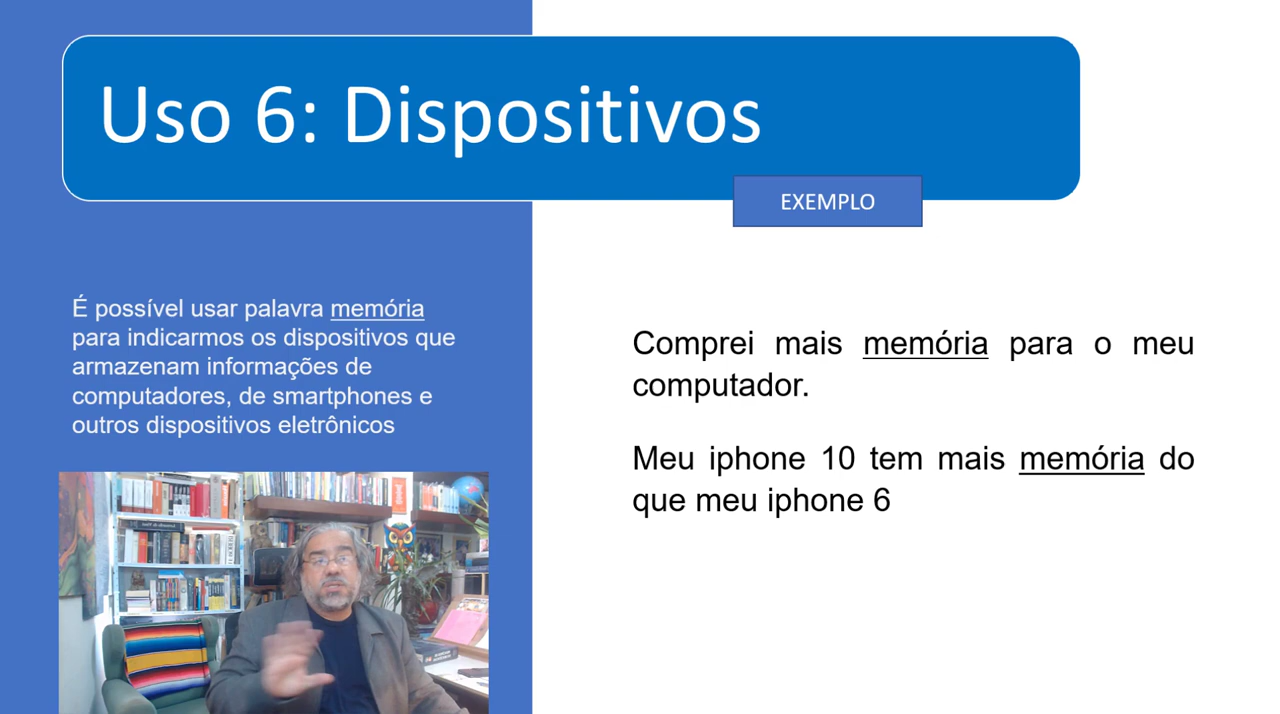 Uso 6: Dispositivos
EXEMPLO
É possível usar palavra memória
para indicarmos os dispositivos que
armazenam informações de
computadores, de smartphones e
outros dispositivos eletrônicos
Comprei mais memória para o meu
computador.
Meu iphone 10 tem mais memória do
que meu iphone 6